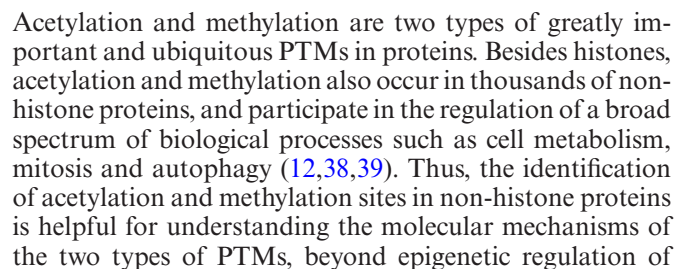 Acetylation and methylation are two types of greatly im-
portant and ubiquitous PTMs in proteins. Besides histones,
acetylation and methylation also occur in thousands of non-
histone proteins, and participate in the regulation of a broad
spectrum of biological processes such as cell metabolism,
mitosis and autophagy (12,38,39). Thus, the identification
of acetylation and methylation sites in non-histone proteins
is helpful for understanding the molecular mechanisms of
the two types of PTMs, beyond epigenetic regulation of